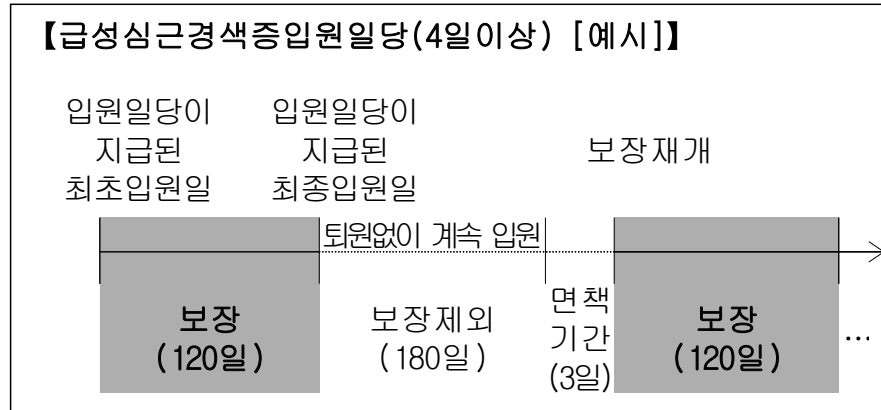 【급성심근경색증입원일당(4일이상) [예시]】
입원일당이
지급된
최초입원일
입원일당이
지급된
최종입원일
보장재개
퇴원없이 계속 입원
보장
(120일)
보장제외
(180일)
면책
기간
(3일)
보장
(120일)
…